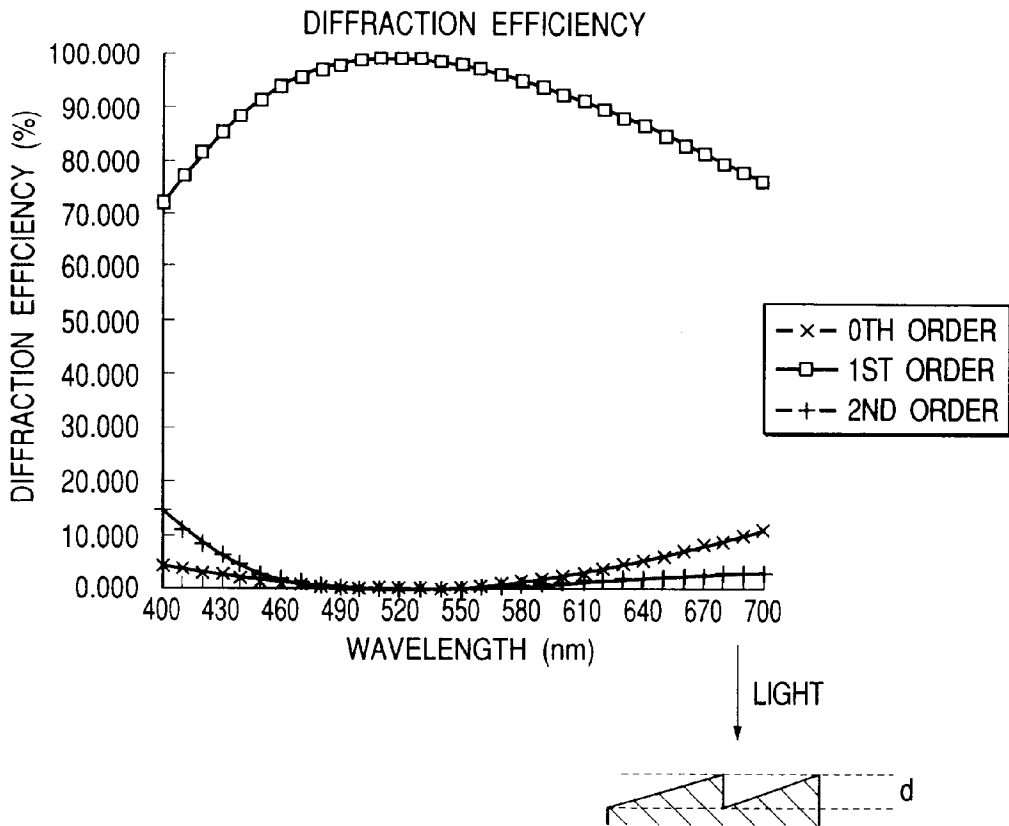 DIFFRACTION EFFICIENCY
DIFFRACTION EFFICIENCY (%)
100.000
90.000
80.000
70.000
60.000
50.000
40.000
30.000
20.000
10.000
0.000
400 430 460 490 520 550 580 610 640 670 700
WAVELENGTH (nm)
0TH ORDER
1ST ORDER
2ND ORDER
LIGHT
d